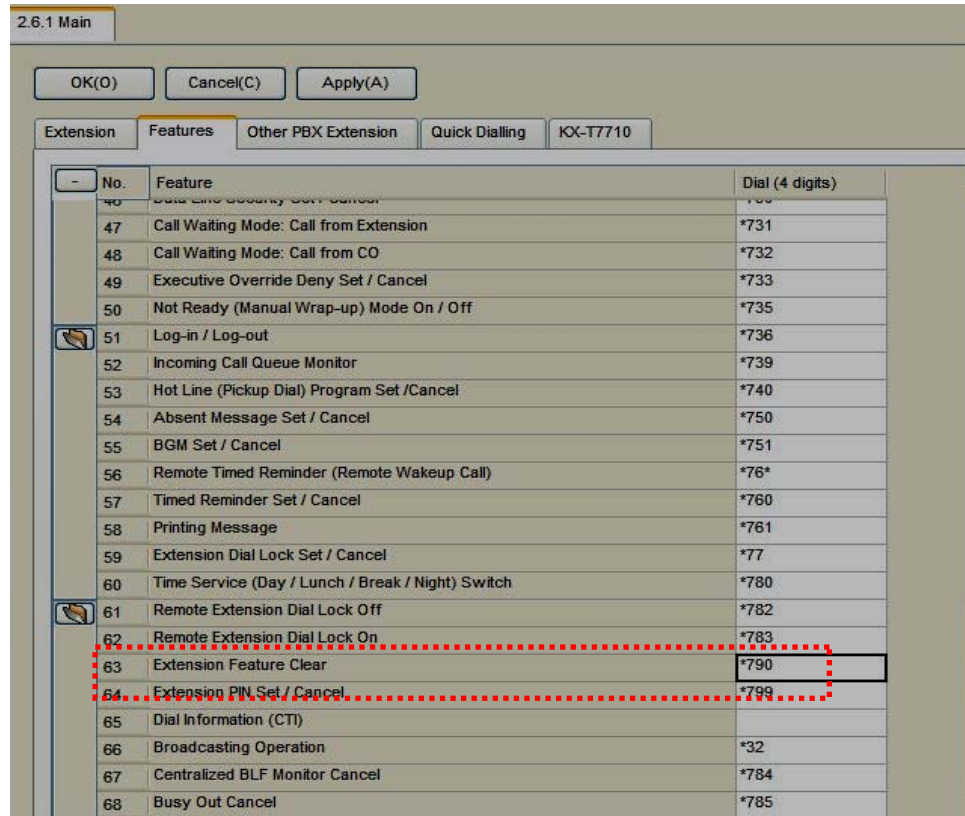 2.6.1 Main
OK(O) Cancel(C) Apply(A)
Extension Features Other PBX Extension Quick Dialling KX-T7710
- No. Feature Dial (4 digits)
47 Call Waiting Mode: Call from Extension *731
48 Call Waiting Mode: Call from CO *732
49 Executive Override Deny Set / Cancel *733
50 Not Ready (Manual Wrap-up) Mode On / Off *735
51 Log-in / Log-out *736
52 Incoming Call Queue Monitor *739
53 Hot Line (Pickup Dial) Program Set /Cancel *740
54 Absent Message Set / Cancel *750
55 BGM Set / Cancel *751
56 Remote Timed Reminder (Remote Wakeup Call) *76*
57 Timed Reminder Set / Cancel *760
58 Printing Message *761
59 Extension Dial Lock Set / Cancel *77
60 Time Service (Day / Lunch / Break / Night) Switch *780
61 Remote Extension Dial Lock Off *782
62 Remote Extension Dial Lock On *783
63 Extension Feature Clear *790
64 Extension PIN Set / Cancel *799
65 Dial Information (CTI)
66 Broadcasting Operation *32
67 Centralized BLF Monitor Cancel *784
68 Busy Out Cancel *785